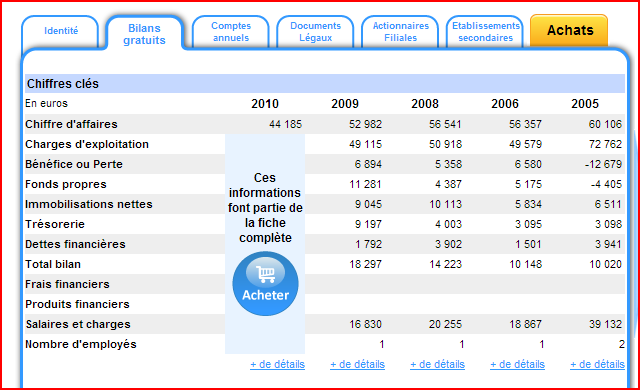 Identité Bilans gratuits Comptes annuels Documents Légaux Actionnaires Filiales Etablissements secondaires Achats
Chiffres clés
En euros 2010 2009 2008 2006 2005
Chiffre d'affaires 44 185 52 982 56 541 56 357 60 106
Charges d'exploitation 49 115 50 918 49 579 72 762
Bénéfice ou Perte 6 894 5 358 6 580 -12 679
Fonds propres 11 281 4 387 5 175 -4 405
Immobilisations nettes 9 045 10 113 5 834 6 511
Trésorerie 9 197 4 003 3 095 3 098
Dettes financières 1 792 3 902 1 501 3 941
Total bilan 18 297 14 223 10 148 10 020
Frais financiers
Produits financiers
Salaires et charges 16 830 20 255 18 867 39 132
Nombre d'employés 1 1 1 2
Ces
informations
font partie de
la fiche
complète
Acheter
+ de détails + de détails + de détails + de détails + de détails